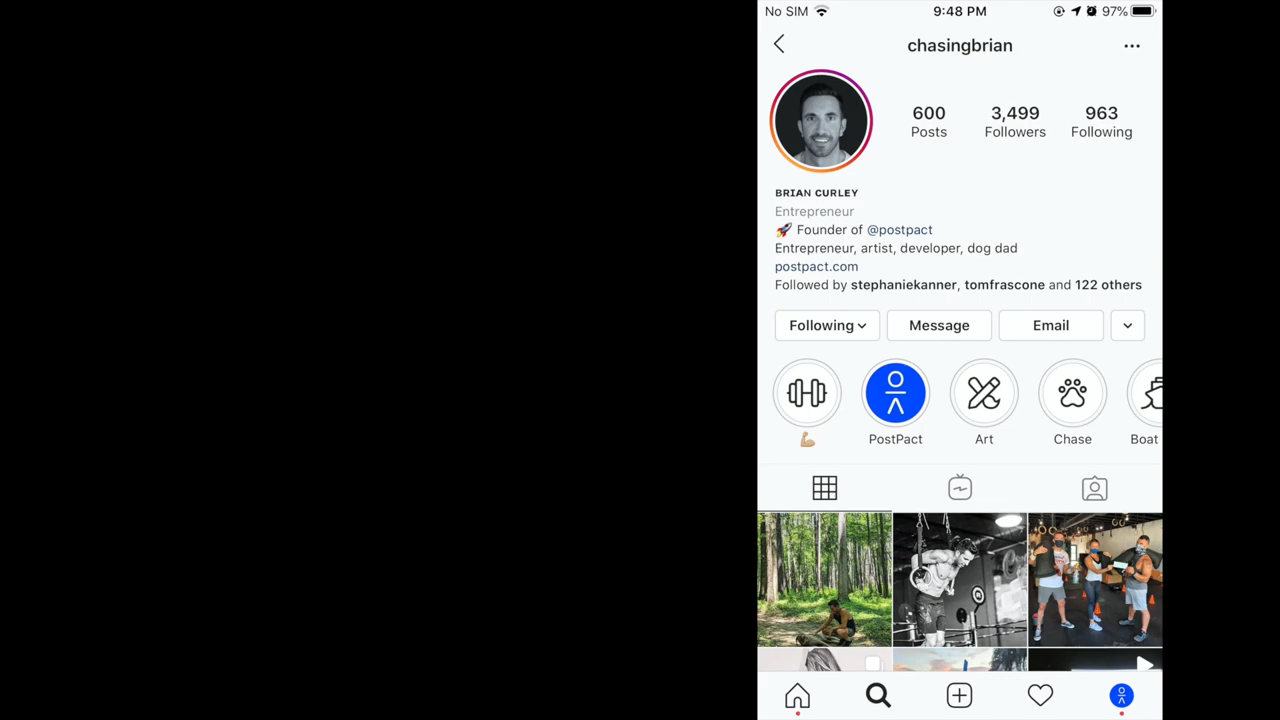 No SIM 9:48 PM 97%
chasingbrian
600 3,499 963
Posts Followers Following
BRIAN CURLEY
Entrepreneur
🚀 Founder of @postpact
Entrepreneur, artist, developer, dog dad
postpact.com
Followed by stephaniekanner, tomfrascone and 122 others
Following Message Email
💪🏼 PostPact Art Chase Boat